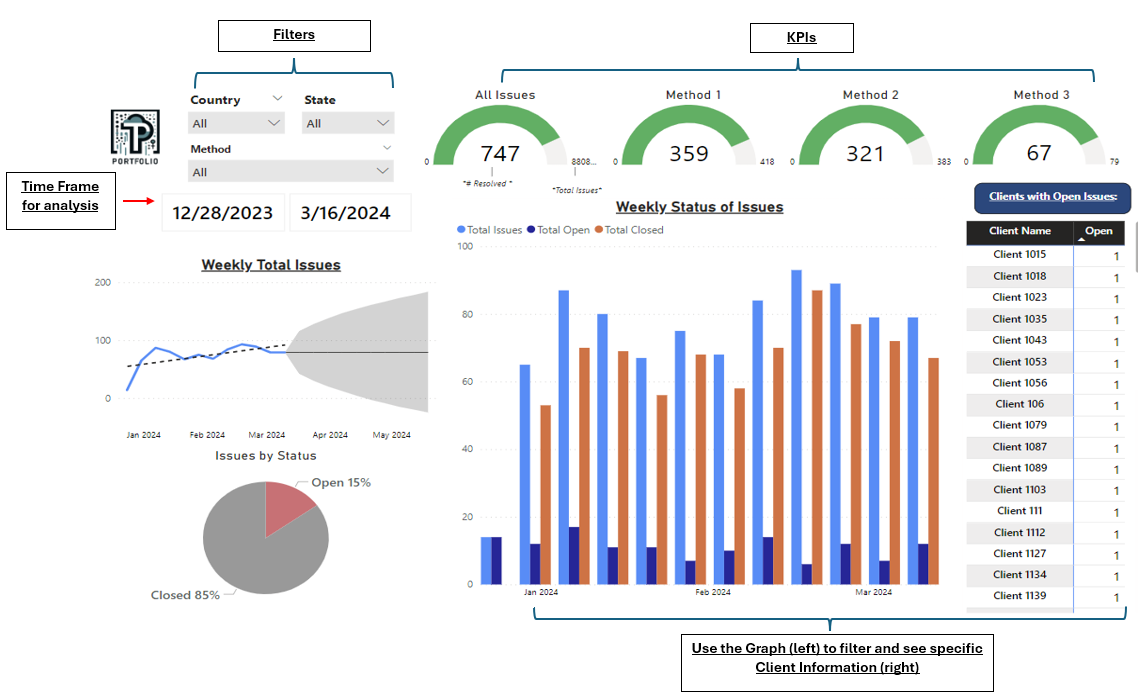 Filters
KPIs
Country
State
All
All
Method
All
TP
PORTFOLIO
Time Frame
for analysis
12/28/2023
3/16/2024
All Issues
Method 1
Method 2
Method 3
747
359
321
67
0
8808...
0
418
0
383
0
79
"# Resolved "
"Total Issues"
Clients with Open Issues:
Weekly Status of Issues
Total Issues
Total Open
Total Closed
100
80
60
40
20
0
Jan 2024
Feb 2024
Mar 2024
Weekly Total Issues
200
100
0
Jan 2024
Feb 2024
Mar 2024
Apr 2024
May 2024
Issues by Status
Open 15%
Closed 85%
Client Name Open
Client 1015 1
Client 1018 1
Client 1023 1
Client 1035 1
Client 1043 1
Client 1053 1
Client 1056 1
Client 106 1
Client 1079 1
Client 1087 1
Client 1089 1
Client 1103 1
Client 111 1
Client 1112 1
Client 1127 1
Client 1134 1
Client 1139 1
Use the Graph (left) to filter and see specific
Client Information (right)